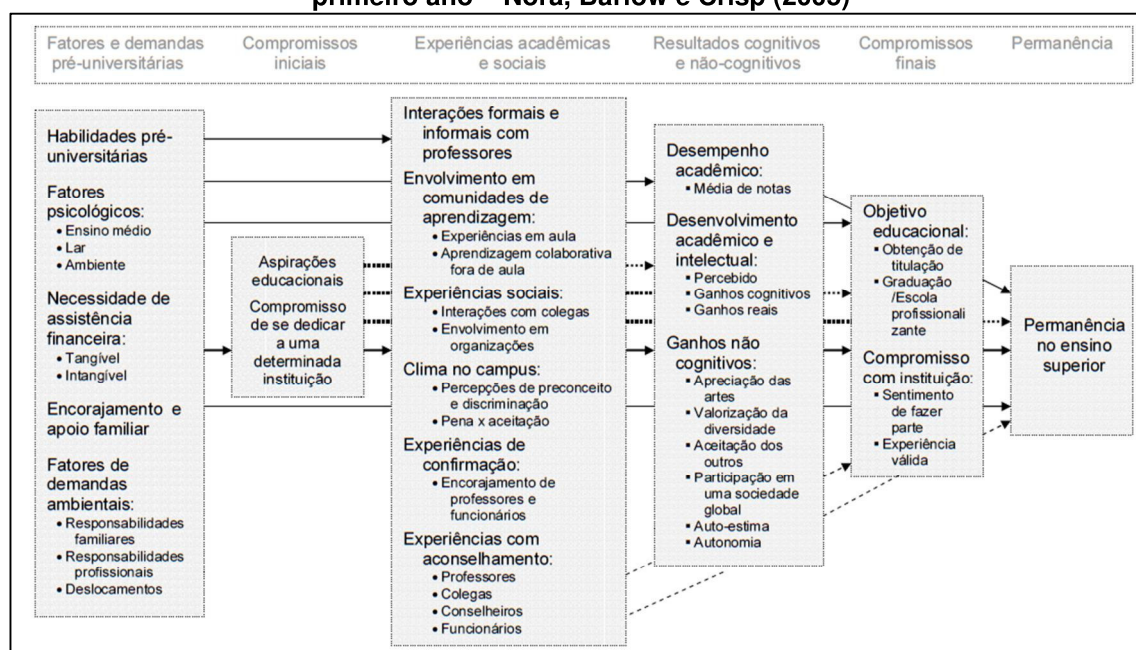 primeiro ano – Nora, Barlow e Crisp (2005)
Fatores e demandas
pré-universitárias
Compromissos
iniciais
Experiências acadêmicas
e sociais
Resultados cognitivos
e não-cognitivos
Compromissos
finais
Permanência
Habilidades pré-
universitárias
Fatores
psicológicos:
• Ensino médio
• Lar
• Ambiente
Necessidade de
assistência
financeira:
• Tangível
• Intangível
Encorajamento e
apoio familiar
Fatores de
demandas
ambientais:
• Responsabilidades
familiares
• Responsabilidades
profissionais
• Deslocamentos
Aspirações
educacionais
Compromisso
de se dedicar
a uma
determinada
instituição
Interações formais e
informais com
professores
Envolvimento em
comunidades de
aprendizagem:
• Experiências em aula
• Aprendizagem colaborativa
fora de aula
Experiências sociais:
• Interações com colegas
• Envolvimento em
organizações
Clima no campus:
• Percepções de preconceito
e discriminação
• Pena x aceitação
Experiências de
confirmação:
• Encorajamento de
professores e
funcionários
Experiências com
aconselhamento:
• Professores
• Colegas
• Conselheiros
• Funcionários
Desempenho
acadêmico:
▪ Média de notas
Desenvolvimento
acadêmico e
intelectual:
▪ Percebido
▪ Ganhos cognitivos
▪ Ganhos reais
Ganhos não
cognitivos:
▪ Apreciação das
artes
▪ Valorização da
diversidade
▪ Aceitação dos
outros
▪ Participação em
uma sociedade
global
▪ Auto-estima
▪ Autonomia
Objetivo
educacional:
▪ Obtenção de
titulação
▪ Graduação
/Escola
profissionali
zante
Compromisso
com instituição:
▪ Sentimento
de fazer
parte
▪ Experiência
válida
Permanência
no ensino
superior